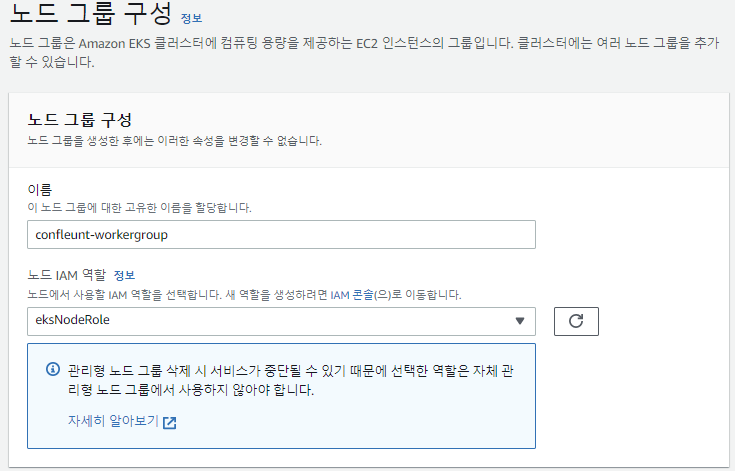 노드 그룹 구성 정보
노드 그룹은 Amazon EKS 클러스터에 컴퓨팅 용량을 제공하는 EC2 인스턴스의 그룹입니다. 클러스터에는 여러 노드 그룹을 추가
할 수 있습니다.
노드 그룹 구성
노드 그룹을 생성한 후에는 이러한 속성을 변경할 수 없습니다.
이름
이 노드 그룹에 대한 고유한 이름을 할당합니다.
confleunt-workergroup
노드 IAM 역할 정보
노드에서 사용할 IAM 역할을 선택합니다. 새 역할을 생성하려면 IAM 콘솔(으)로 이동합니다.
eksNodeRole
관리형 노드 그룹 삭제 시 서비스가 중단될 수 있기 때문에 선택한 역할은 자체 관
리형 노드 그룹에서 사용하지 않아야 합니다.
자세히 알아보기